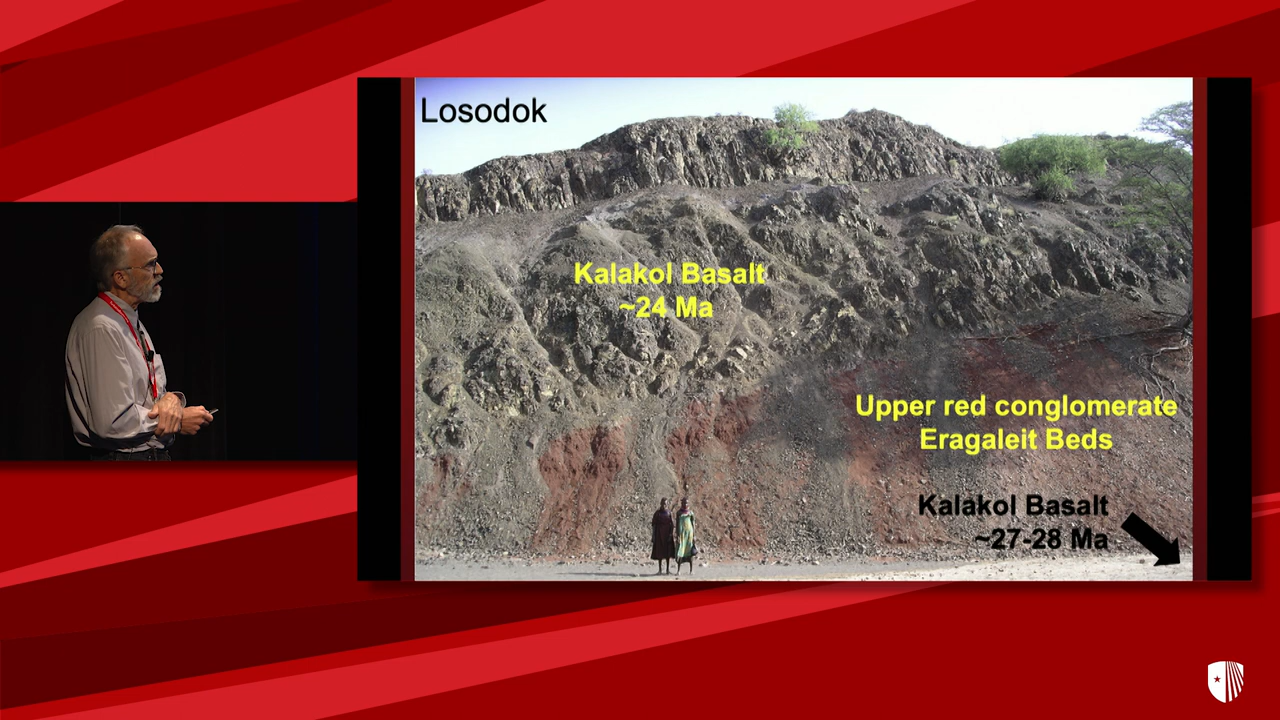 Losodok
Kalakol Basalt
~24 Ma
Upper red conglomerate
Eragaleit Beds
Kalakol Basalt
~27-28 Ma